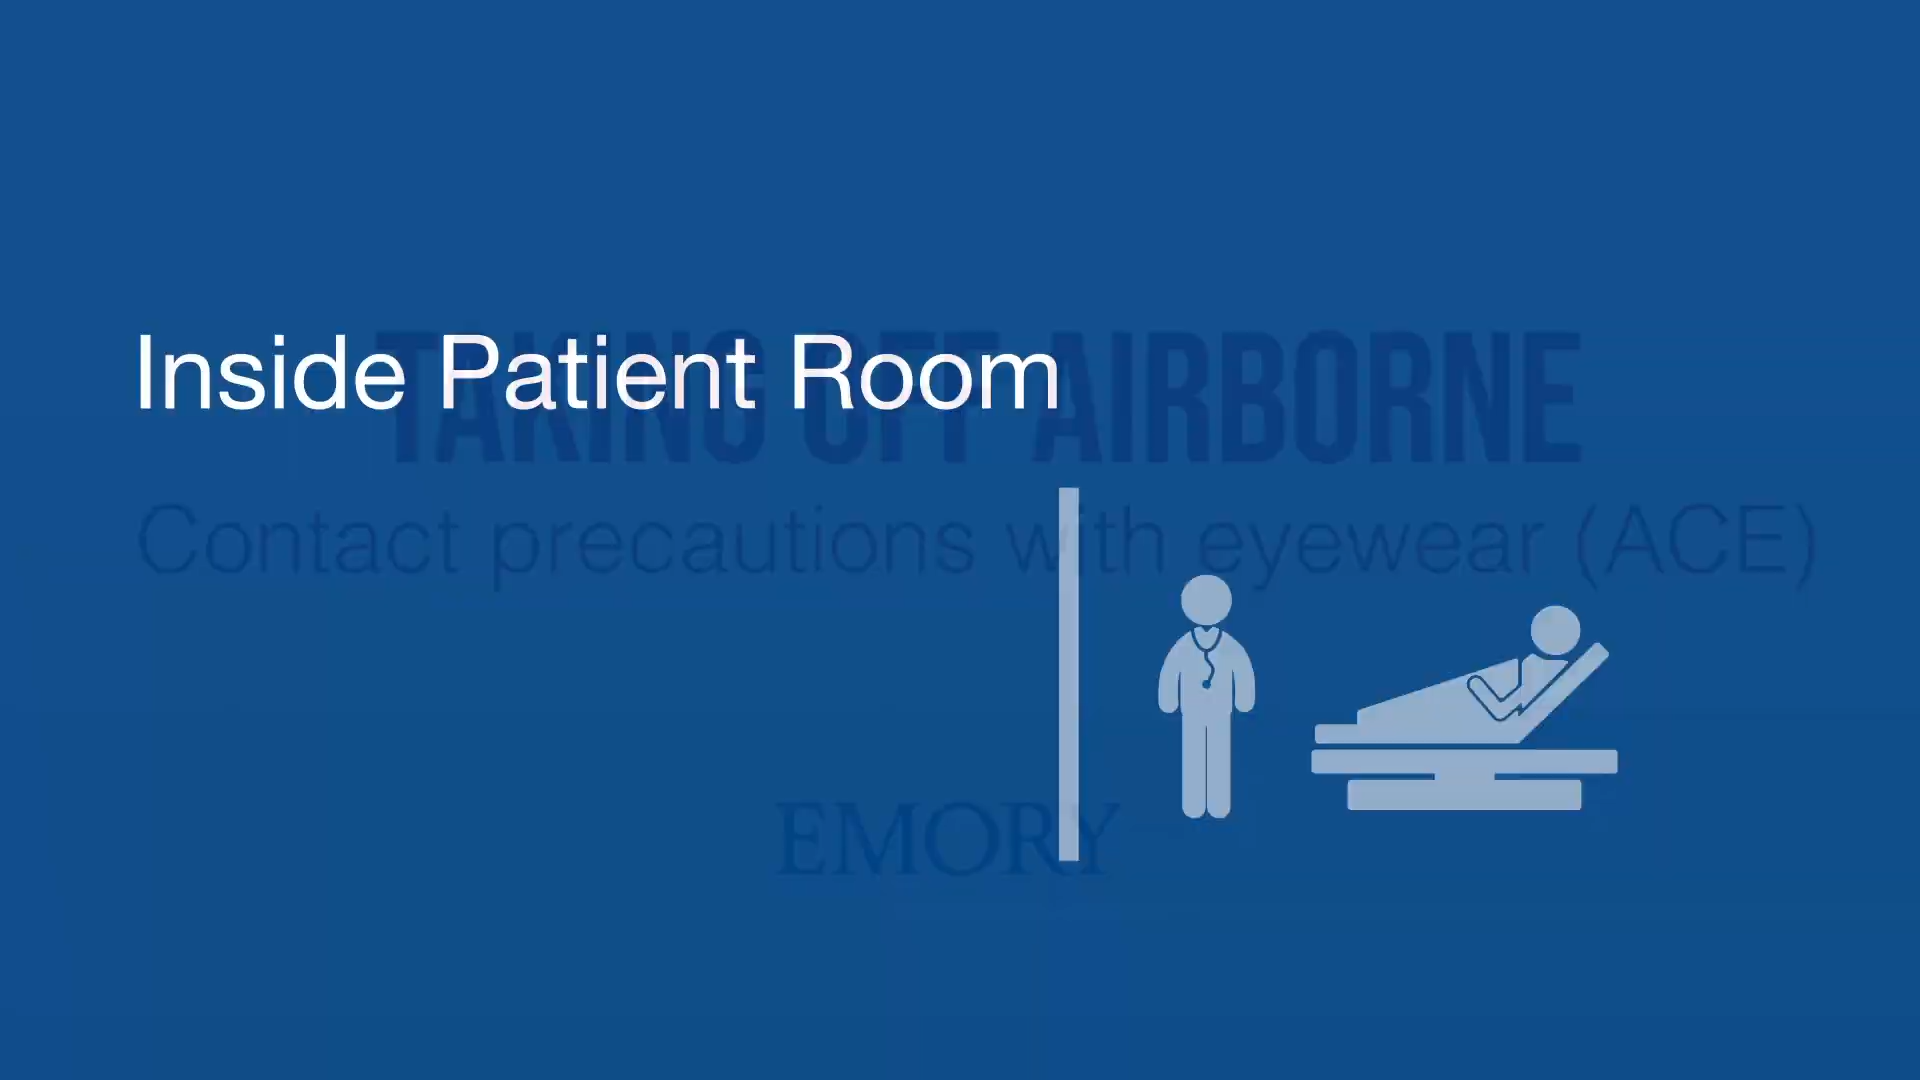 Inside Patient Room
TAKING OFF AIRBORNE
Contact precautions with eyewear (ACE)
EMORY